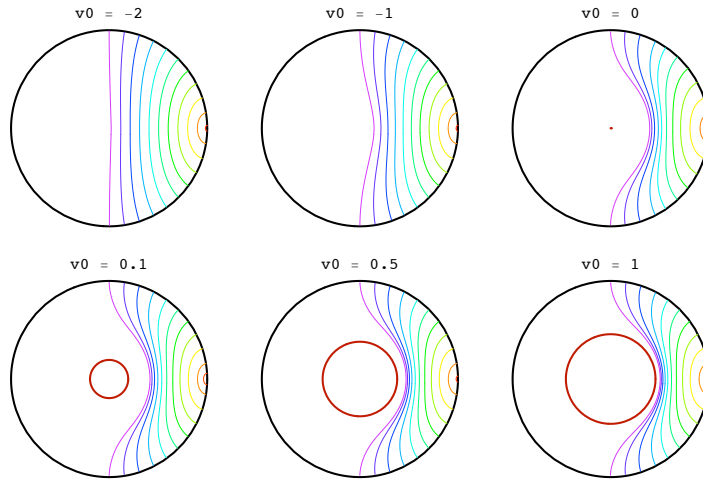 v0 = −2
v0 = −1
v0 = 0
v0 = 0.1
v0 = 0.5
v0 = 1